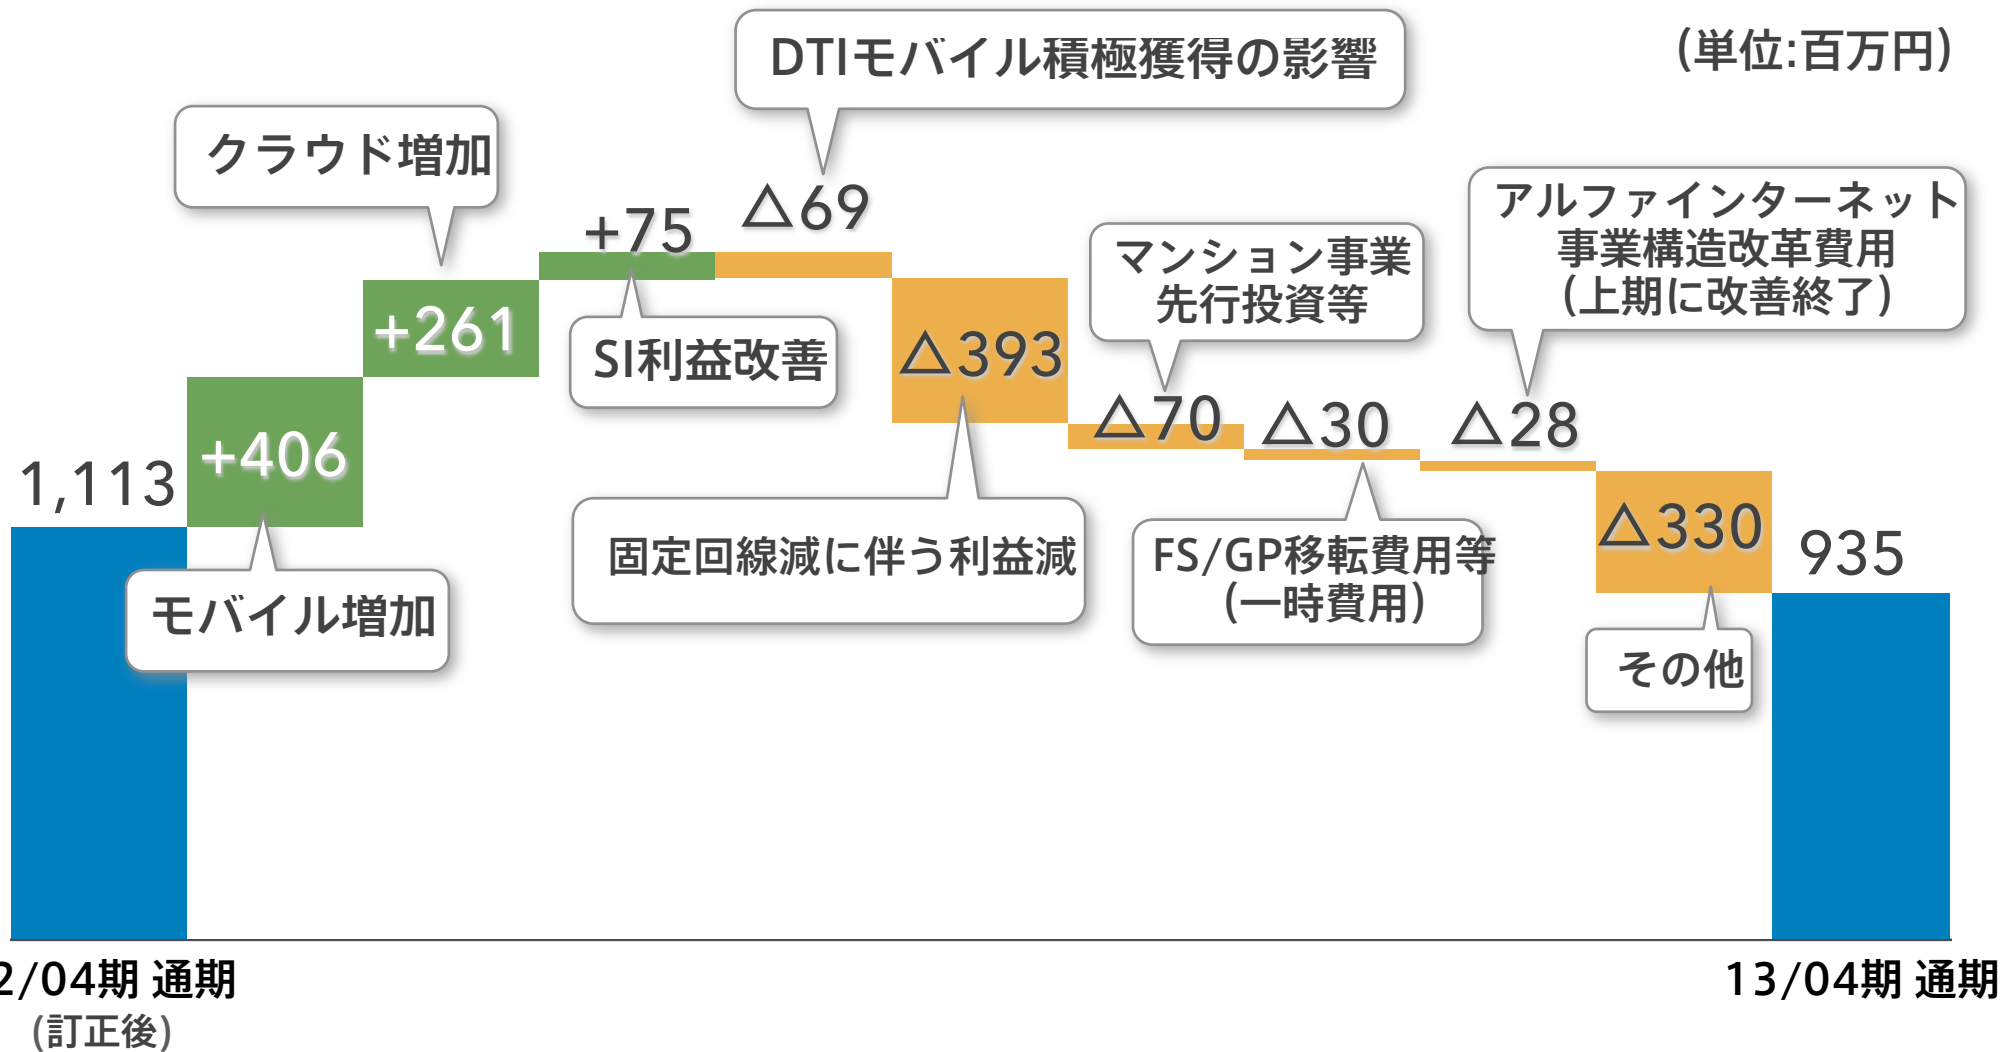 (単位:百万円)
DTIモバイル積極獲得の影響
クラウド増加
アルファインターネット
事業構造改革費用
(上期に改善終了)
+75
△69
マンション事業
先行投資等
+261
SI利益改善
△393
△70
△30
△28
1,113
+406
△330
935
固定回線減に伴う利益減
FS/GP移転費用等
(一時費用)
モバイル増加
その他
2/04期 通期
(訂正後)
13/04期 通期